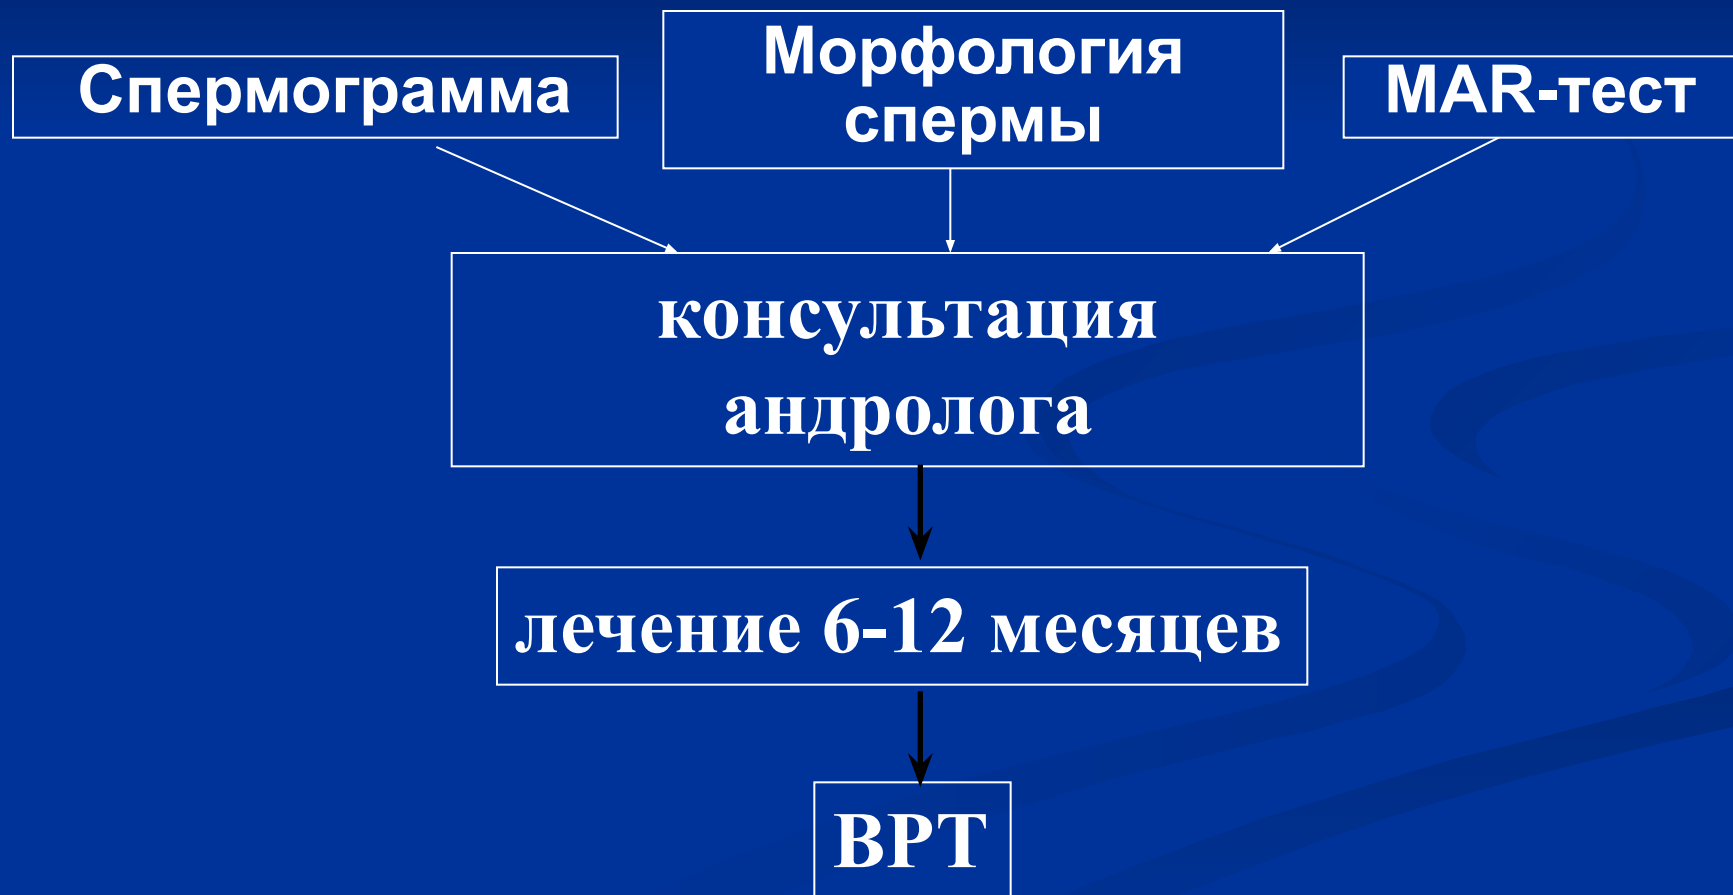 Спермограмма
Морфология
спермы
MAR-тест
консультация
андролога
лечение 6-12 месяцев
ВРТ